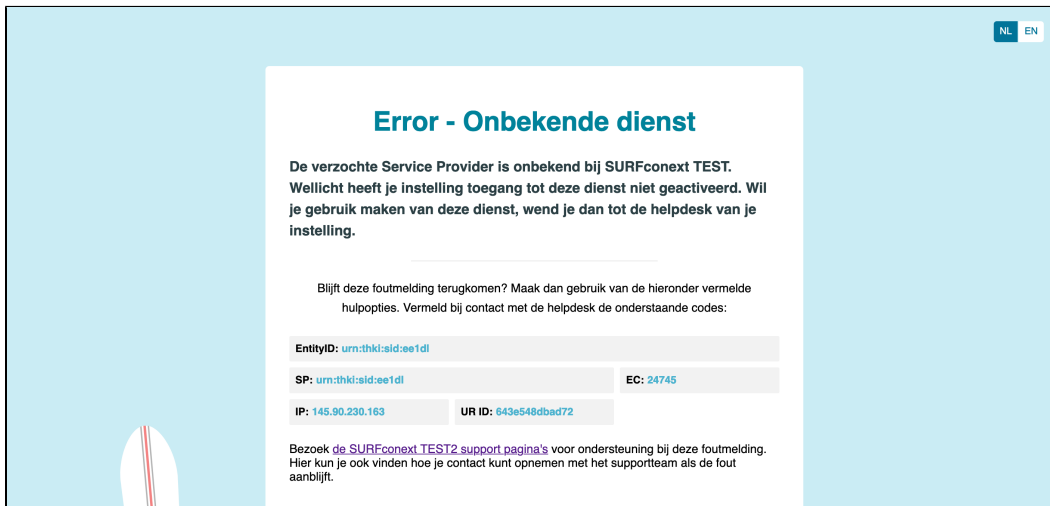 NL EN
Error - Onbekende dienst
De verzochte Service Provider is onbekend bij SURFconext TEST.
Wellicht heeft je instelling toegang tot deze dienst niet geactiveerd. Wil
je gebruik maken van deze dienst, wend je dan tot de helpdesk van je
instelling.
Blijft deze foutmelding terugkomen? Maak dan gebruik van de hieronder vermelde
hulpopties. Vermeld bij contact met de helpdesk de onderstaande codes:
EntityID: urn:thki:sid:ee1dl
SP: urn:thki:sid:ee1dl EC: 24745
IP: 145.90.230.163 UR ID: 643e548dbad72
Bezoek de SURFconext TEST2 support pagina's voor ondersteuning bij deze foutmelding.
Hier kun je ook vinden hoe je contact kunt opnemen met het supportteam als de fout
aanblijft.